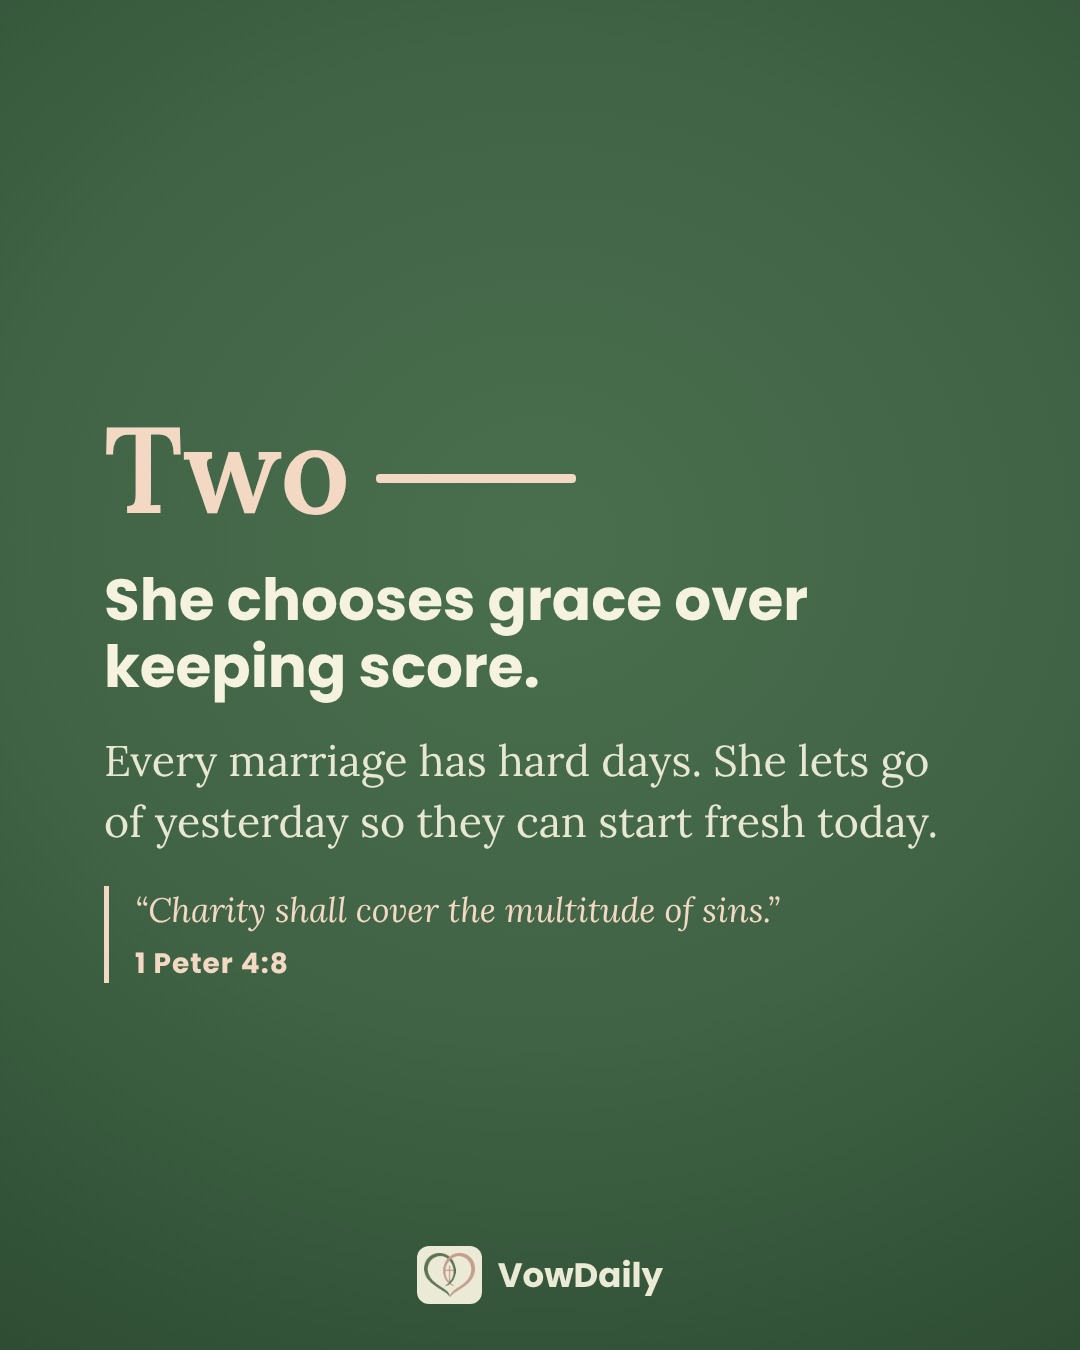 Two
She chooses grace over
keeping score.
Every marriage has hard days. She lets go
of yesterday so they can start fresh today.
“Charity shall cover the multitude of sins.”
1 Peter 4:8
VowDaily